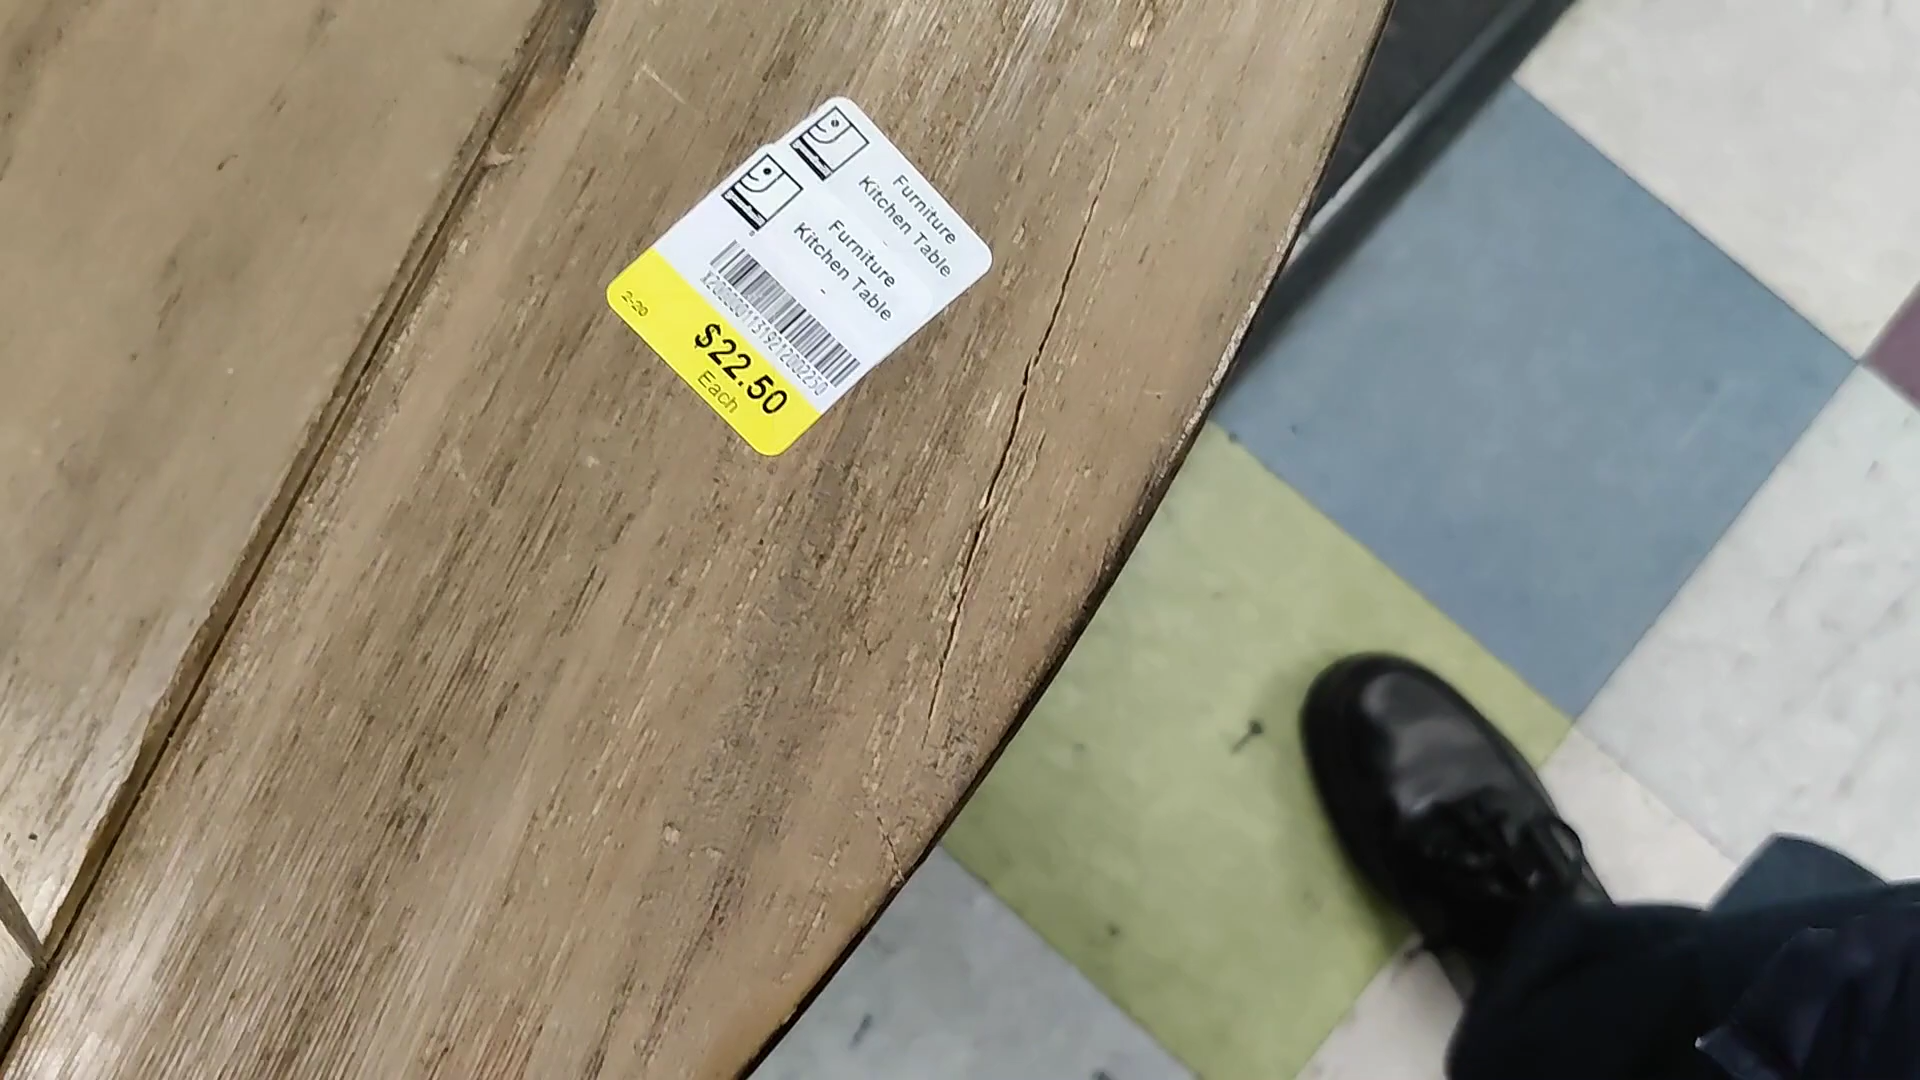 Furniture
Kitchen Table
Furniture
Kitchen Table
2-20
$22.50
Each